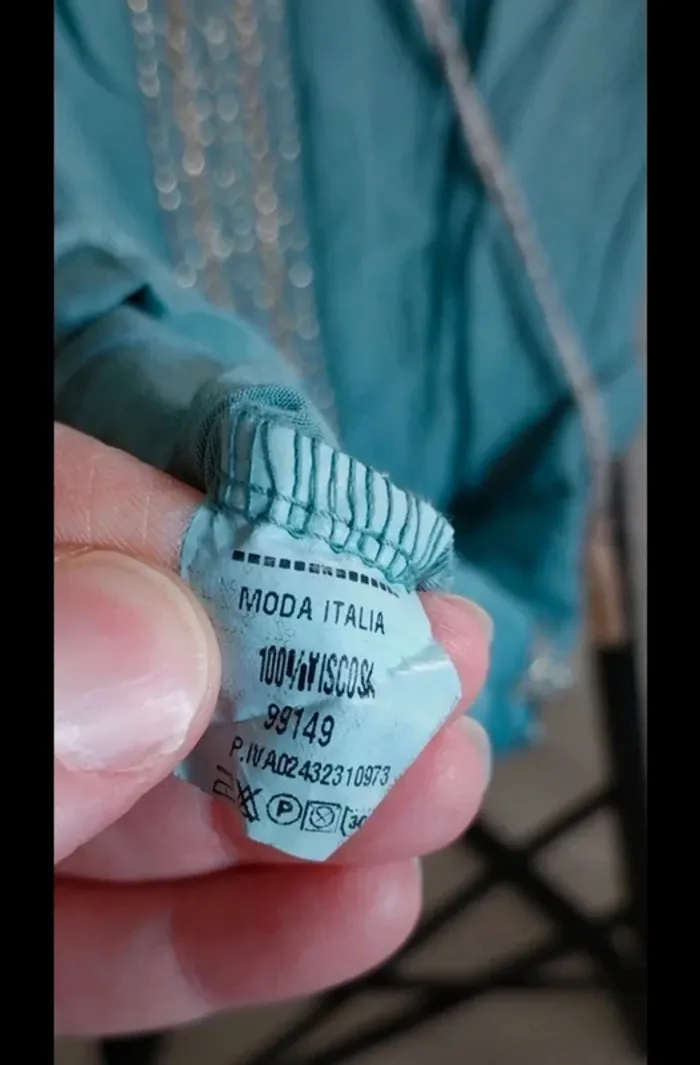 MODA ITALIA
100% VISCOSA
99149
P.IVA02432310973
P